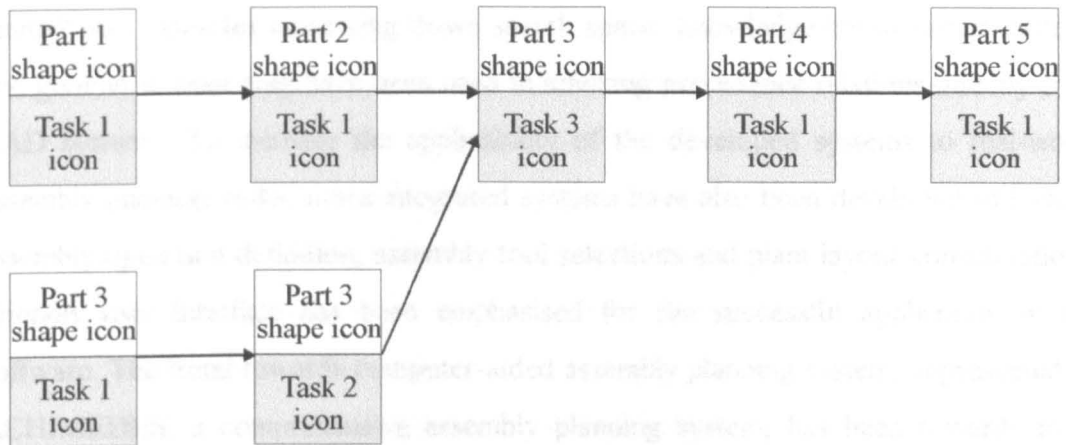 Part 1
shape icon
Task 1
icon
Part 2
shape icon
Task 1
icon
Part 3
shape icon
Task 3
icon
Part 4
shape icon
Task 1
icon
Part 5
shape icon
Task 1
icon
Part 3
shape icon
Task 1
icon
Part 3
shape icon
Task 2
icon